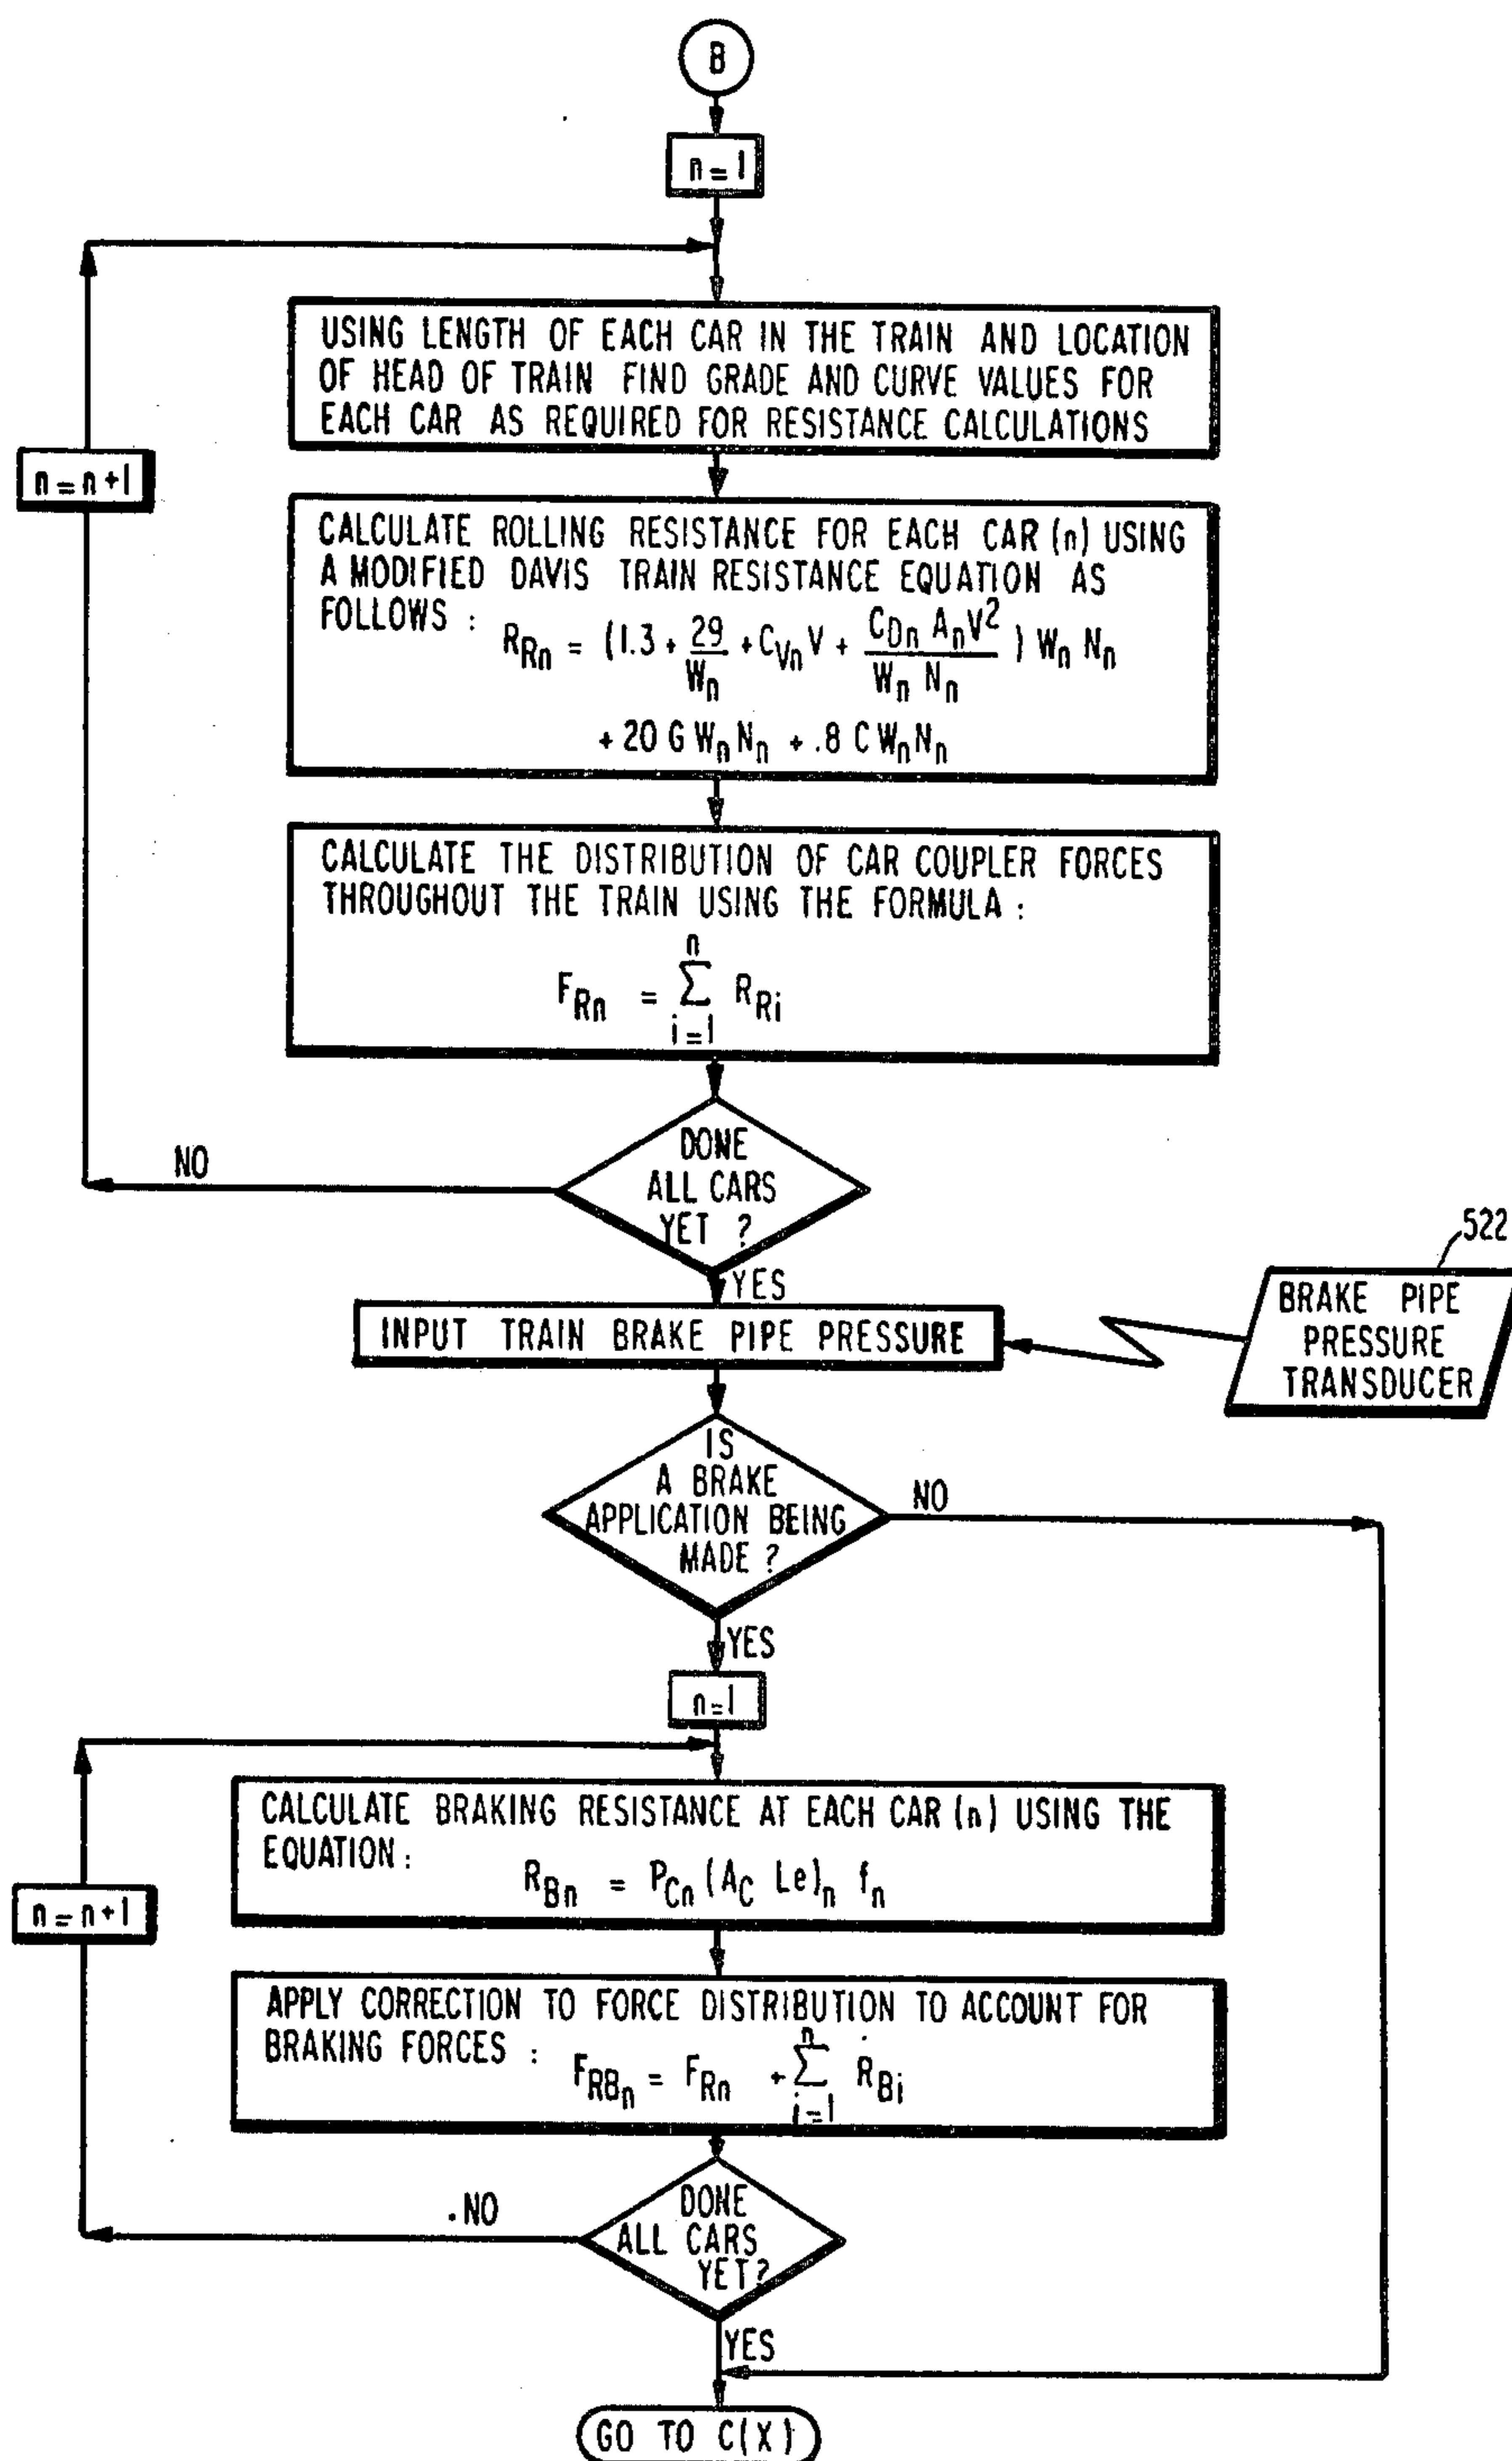 B
n = 1
USING LENGTH OF EACH CAR IN THE TRAIN AND LOCATION
OF HEAD OF TRAIN FIND GRADE AND CURVE VALUES FOR
EACH CAR AS REQUIRED FOR RESISTANCE CALCULATIONS
n = n+1
CALCULATE ROLLING RESISTANCE FOR EACH CAR (n) USING
A MODIFIED DAVIS TRAIN RESISTANCE EQUATION AS
FOLLOWS : R_Rn = (1.3 + 29/W_n + C_Vn V + C_Dn A_n V²/W_n N_n ) W_n N_n
+ 20 G W_n N_n + .8 C W_n N_n
CALCULATE THE DISTRIBUTION OF CAR COUPLER FORCES
THROUGHOUT THE TRAIN USING THE FORMULA :
F_Rn = Σ_{i=1}^{n} R_Ri
DONE
ALL CARS
YET ?
NO
YES
522
BRAKE PIPE
PRESSURE
TRANSDUCER
INPUT TRAIN BRAKE PIPE PRESSURE
IS
A BRAKE
APPLICATION BEING
MADE ?
NO
YES
n=1
CALCULATE BRAKING RESISTANCE AT EACH CAR (n) USING THE
EQUATION : R_Bn = P_Cn (A_C Le)_n f_n
n = n+1
APPLY CORRECTION TO FORCE DISTRIBUTION TO ACCOUNT FOR
BRAKING FORCES : F_RBn = F_Rn + Σ_{i=1}^{n} R_Bi
DONE
ALL CARS
YET?
.NO
YES
GO TO C(X)